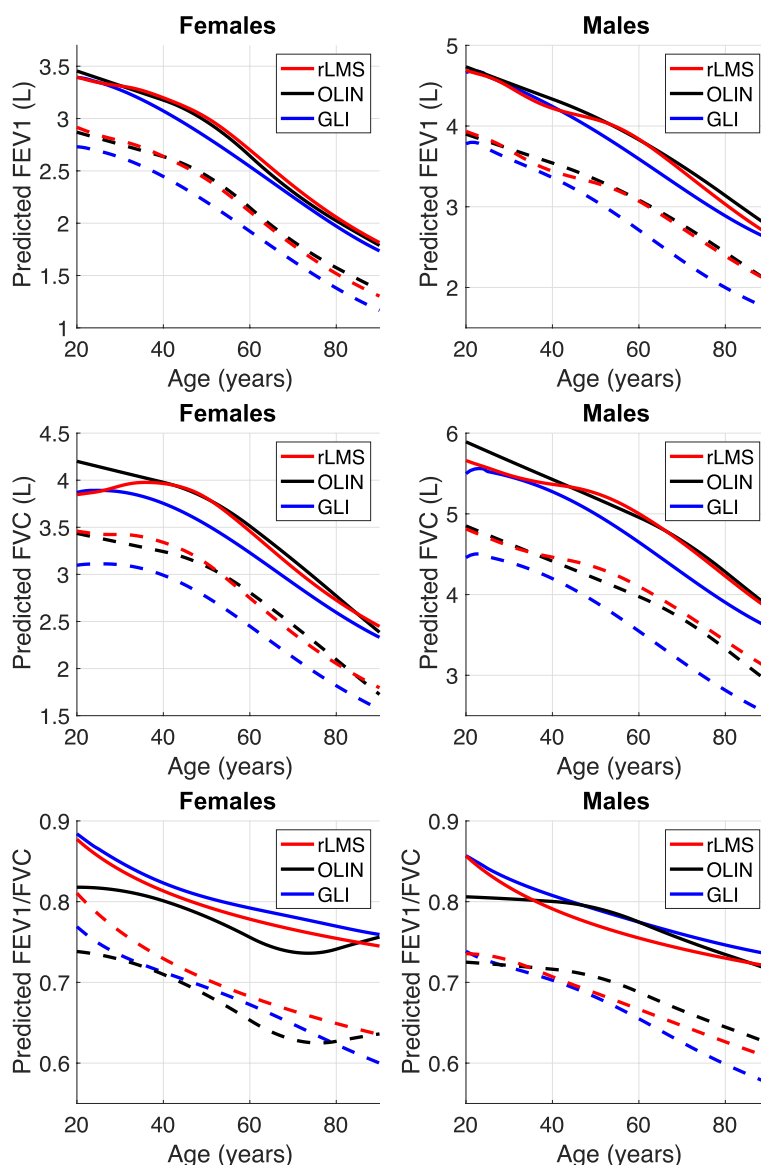 Females
Predicted FEV1 (L)
3.5
3
2.5
2
1.5
1
rLMS
OLIN
GLI
20 40 60 80
Age (years)
Males
Predicted FEV1 (L)
5
4
3
2
rLMS
OLIN
GLI
20 40 60 80
Age (years)
Females
Predicted FVC (L)
4.5
4
3.5
3
2.5
2
1.5
rLMS
OLIN
GLI
20 40 60 80
Age (years)
Males
Predicted FVC (L)
6
5
4
3
rLMS
OLIN
GLI
20 40 60 80
Age (years)
Females
Predicted FEV1/FVC
0.9
0.8
0.7
0.6
rLMS
OLIN
GLI
20 40 60 80
Age (years)
Males
Predicted FEV1/FVC
0.9
0.8
0.7
0.6
rLMS
OLIN
GLI
20 40 60 80
Age (years)